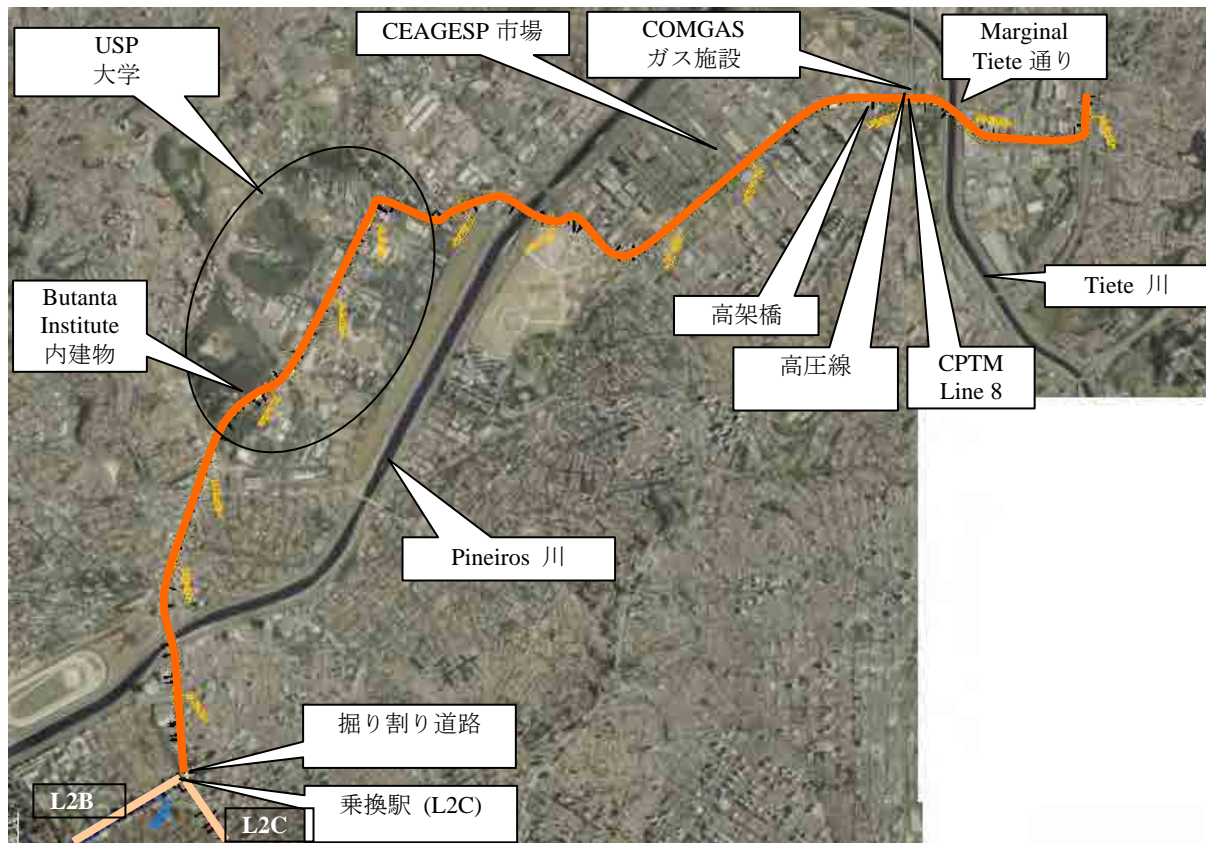 USP
大学
CEAGESP 市場
COMGAS
ガス施設
Marginal
Tiete 通り
Butanta
Institute
内建物
高架橋
高圧線
CPTM
Line 8
Tiete 川
Pineiros 川
掘り割り道路
乗換駅 (L2C)
L2B
L2C